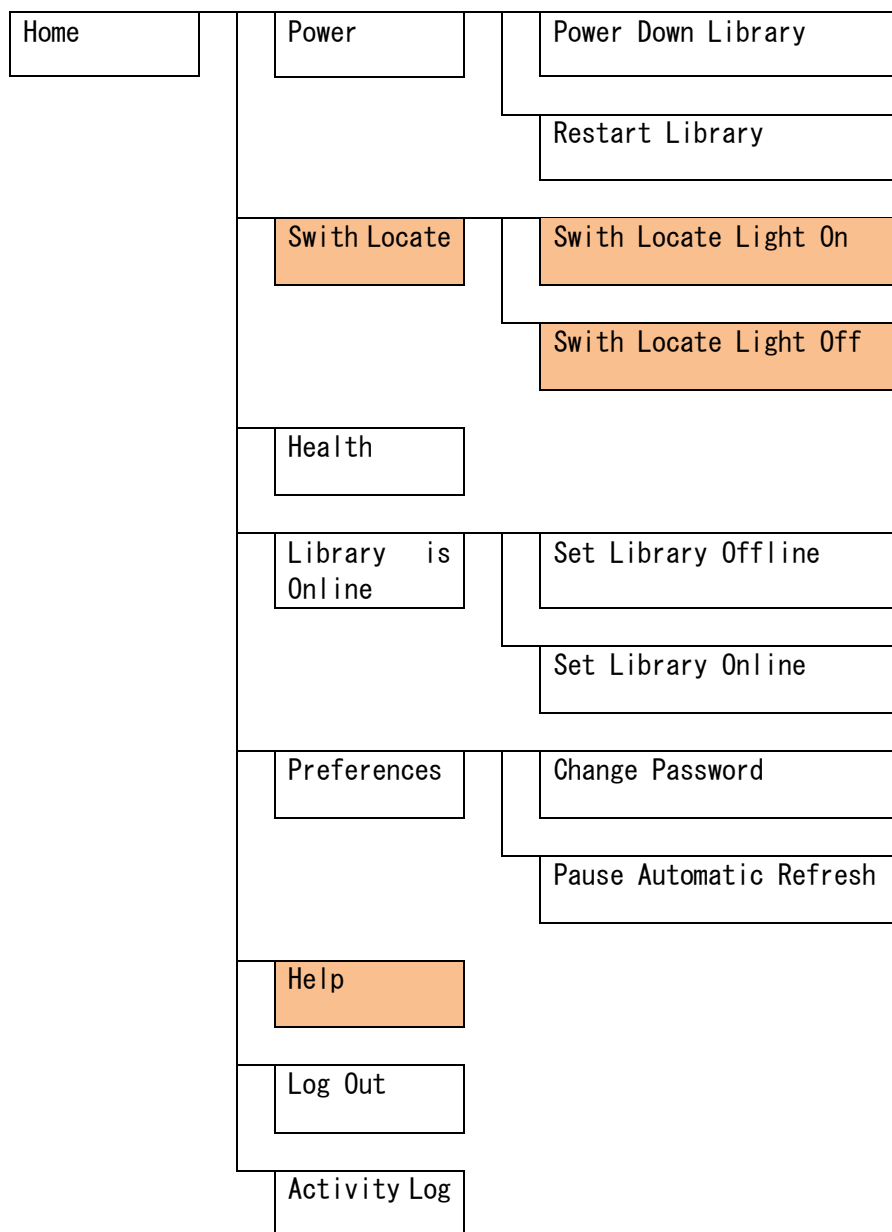 Home
Power
Power Down Library
Restart Library
Swith Locate
Swith Locate Light On
Swith Locate Light Off
Health
Library is
Online
Set Library Offline
Set Library Online
Preferences
Change Password
Pause Automatic Refresh
Help
Log Out
Activity Log